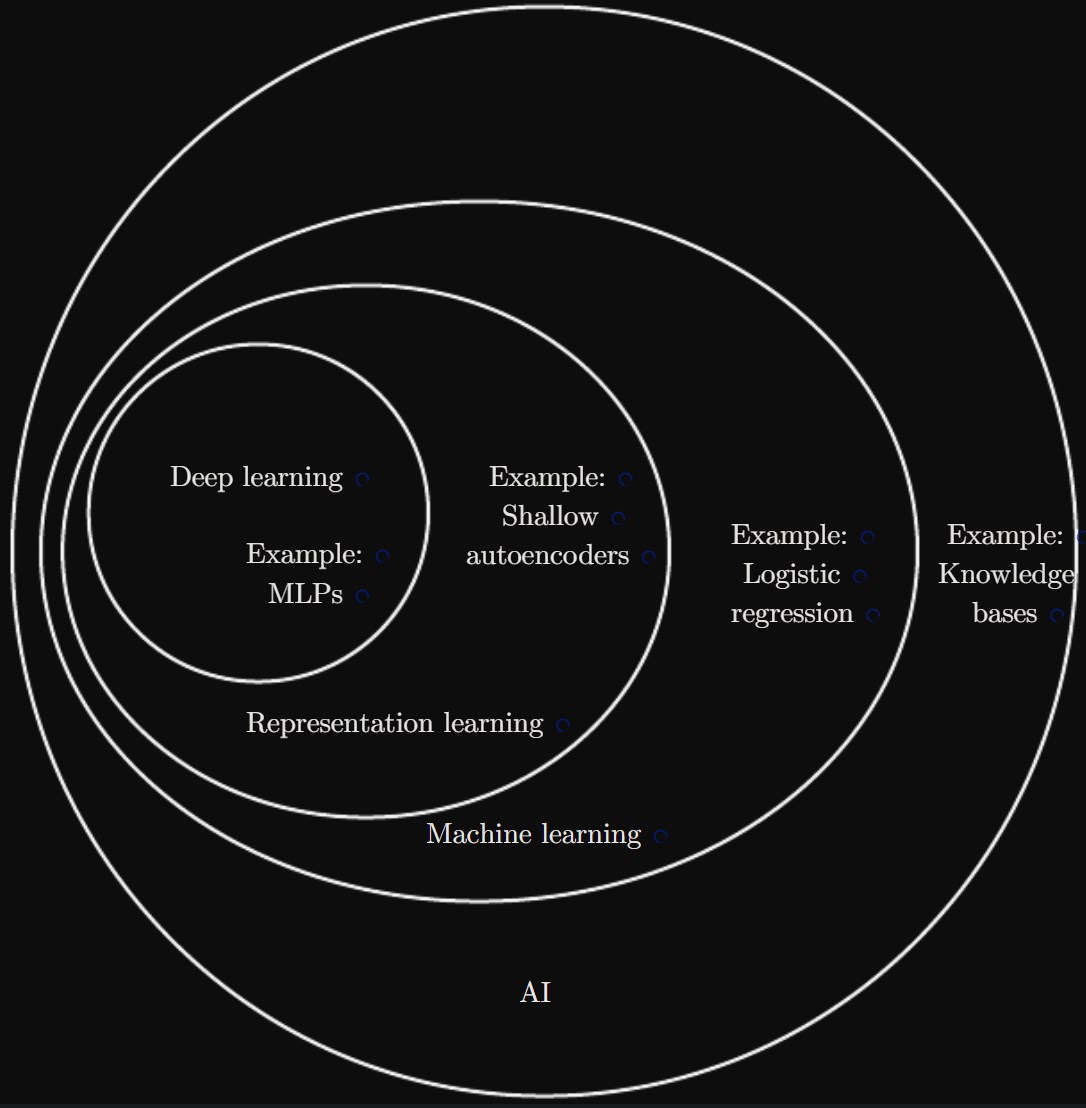 Deep learning
Example:
MLPs
Example:
Shallow
autoencoders
Example:
Logistic
regression
Example:
Knowledge
bases
Representation learning
Machine learning
AI